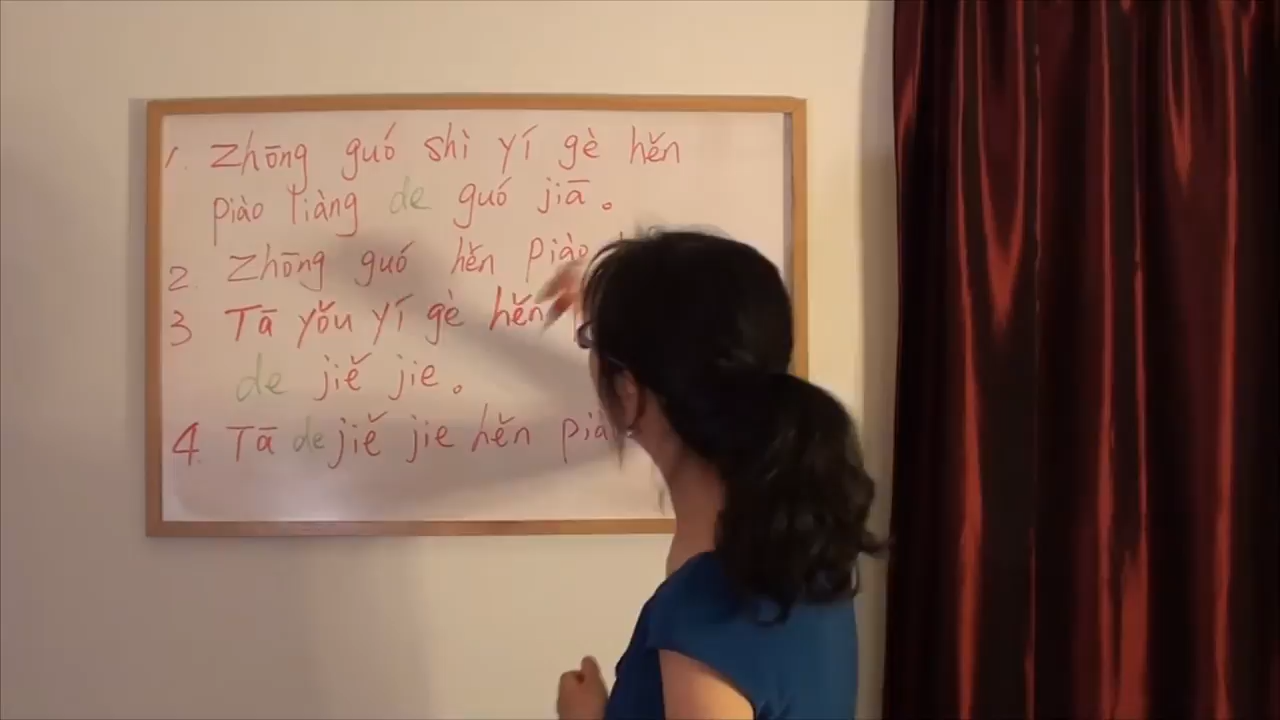 1. Zhōng guó shì yí gè hěn
piào liàng de guó jiā。
2. Zhōng guó hěn piào
3 Tā yǒu yí gè hěn
de jiě jie。
4. Tā de jiě jie hěn